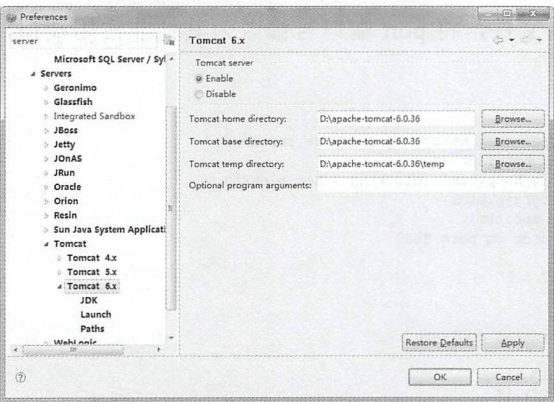 Preferences
server
Microsoft SQL Server / Syl
Servers
Geronimo
Glassfish
Integrated Sandbox
JBoss
Jetty
JOnAS
JRun
Oracle
Orion
Resin
Sun Java System Applicati
Tomcat
Tomcat 4.x
Tomcat 5.x
Tomcat 6.x
JDK
Launch
Paths
WebLogic
Tomcat 6.x
Tomcat server
Enable
Disable
Tomcat home directory: D:\apache-tomcat-6.0.36 Browse...
Tomcat base directory: D:\apache-tomcat-6.0.36 Browse...
Tomcat temp directory: D:\apache-tomcat-6.0.36\temp Browse...
Optional program arguments:
Restore Defaults Apply
OK Cancel